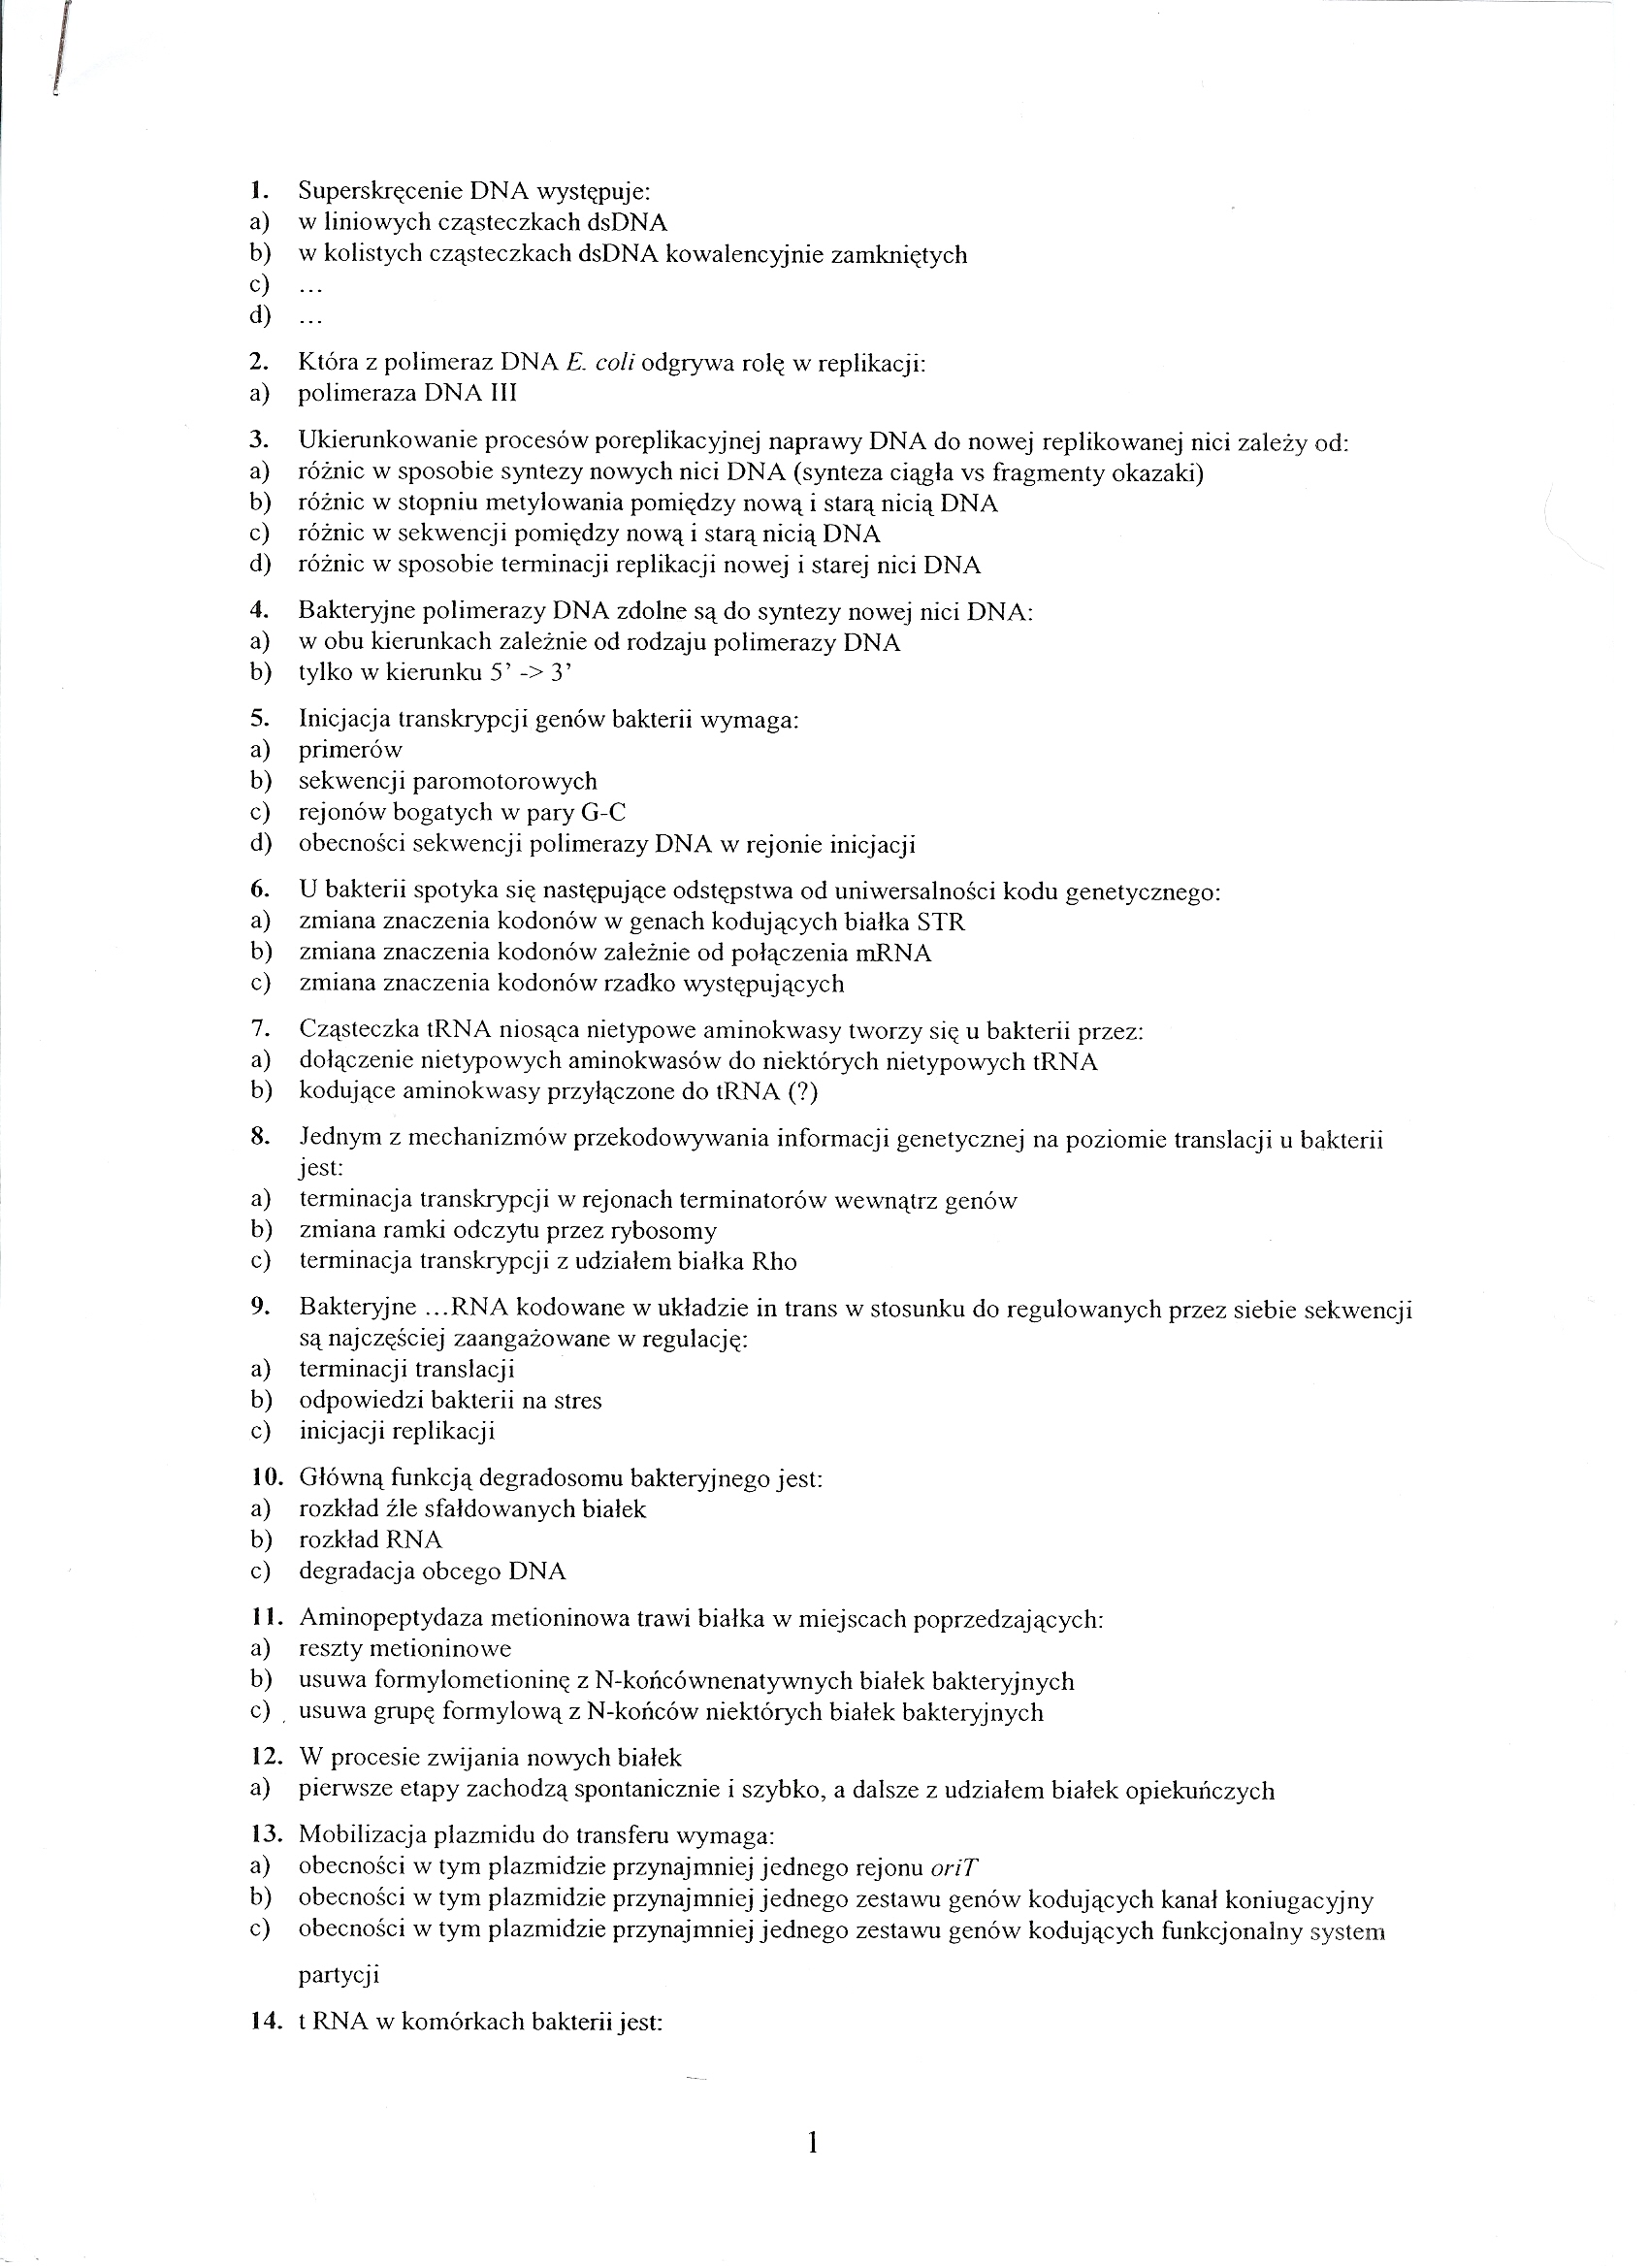 1. Superskręcenie DNA występuje:
a) w liniowych cząsteczkach dsDNA
b) w kolistych cząsteczkach dsDNA kowalencyjnie zamkniętych
c) ...
d) ...
2. Która z polimeraz DNA E. coli odgrywa rolę w replikacji:
a) polimeraza DNA III
3. Ukierunkowanie procesów poreplikacyjnej naprawy DNA do nowej replikowanej nici zależy od:
a) różnic w sposobie syntezy nowych nici DNA (synteza ciągła vs fragmenty okazaki)
b) różnic w stopniu metylowania pomiędzy nową i starą nicią DNA
c) różnic w sekwencji pomiędzy nową i starą nicią DNA
d) różnic w sposobie terminacji replikacji nowej i starej nici DNA
4. Bakteryjne polimerazy DNA zdolne są do syntezy nowej nici DNA:
a) w obu kierunkach zależnie od rodzaju polimerazy DNA
b) tylko w kierunku 5’ -> 3’
5. Inicjacja transkrypcji genów bakterii wymaga:
a) primerów
b) sekwencji paromotorowych
c) rejonów bogatych w pary G-C
d) obecności sekwencji polimerazy DNA w rejonie inicjacji
6. U bakterii spotyka się następujące odstępstwa od uniwersalności kodu genetycznego:
a) zmiana znaczenia kodonów w genach kodujących białka STR
b) zmiana znaczenia kodonów zależnie od połączenia mRNA
c) zmiana znaczenia kodonów rzadko występujących
7. Cząsteczka tRNA niosąca nietypowe aminokwasy tworzy się u bakterii przez:
a) dołączenie nietypowych aminokwasów do niektórych nietypowych tRNA
b) kodujące aminokwasy przyłączone do tRNA (?)
8. Jednym z mechanizmów przekodowywania informacji genetycznej na poziomie translacji u bakterii
jest:
a) terminacja transkrypcji w rejonach terminatorów wewnątrz genów
b) zmiana ramki odczytu przez rybosomy
c) terminacja transkrypcji z udziałem białka Rho
9. Bakteryjne ...RNA kodowane w układzie in trans w stosunku do regulowanych przez siebie sekwencji
są najczęściej zaangażowane w regulację:
a) terminacji translacji
b) odpowiedzi bakterii na stres
c) inicjacji replikacji
10. Główną funkcją degradosomu bakteryjnego jest:
a) rozkład źle sfałdowanych białek
b) rozkład RNA
c) degradacja obcego DNA
11. Aminopeptydaza metioninowa trawi białka w miejscach poprzedzających:
a) reszty metioninowe
b) usuwa formylometioninę z N-końcównenatywnych białek bakteryjnych
c) usuwa grupę formylową z N-końców niektórych białek bakteryjnych
12. W procesie zwijania nowych białek
a) pierwsze etapy zachodzą spontanicznie i szybko, a dalsze z udziałem białek opiekuńczych
13. Mobilizacja plazmidu do transferu wymaga:
a) obecności w tym plazmidzie przynajmniej jednego rejonu oriT
b) obecności w tym plazmidzie przynajmniej jednego zestawu genów kodujących kanał koniugacyjny
c) obecności w tym plazmidzie przynajmniej jednego zestawu genów kodujących funkcjonalny system
partycji
14. t RNA w komórkach bakterii jest:
1